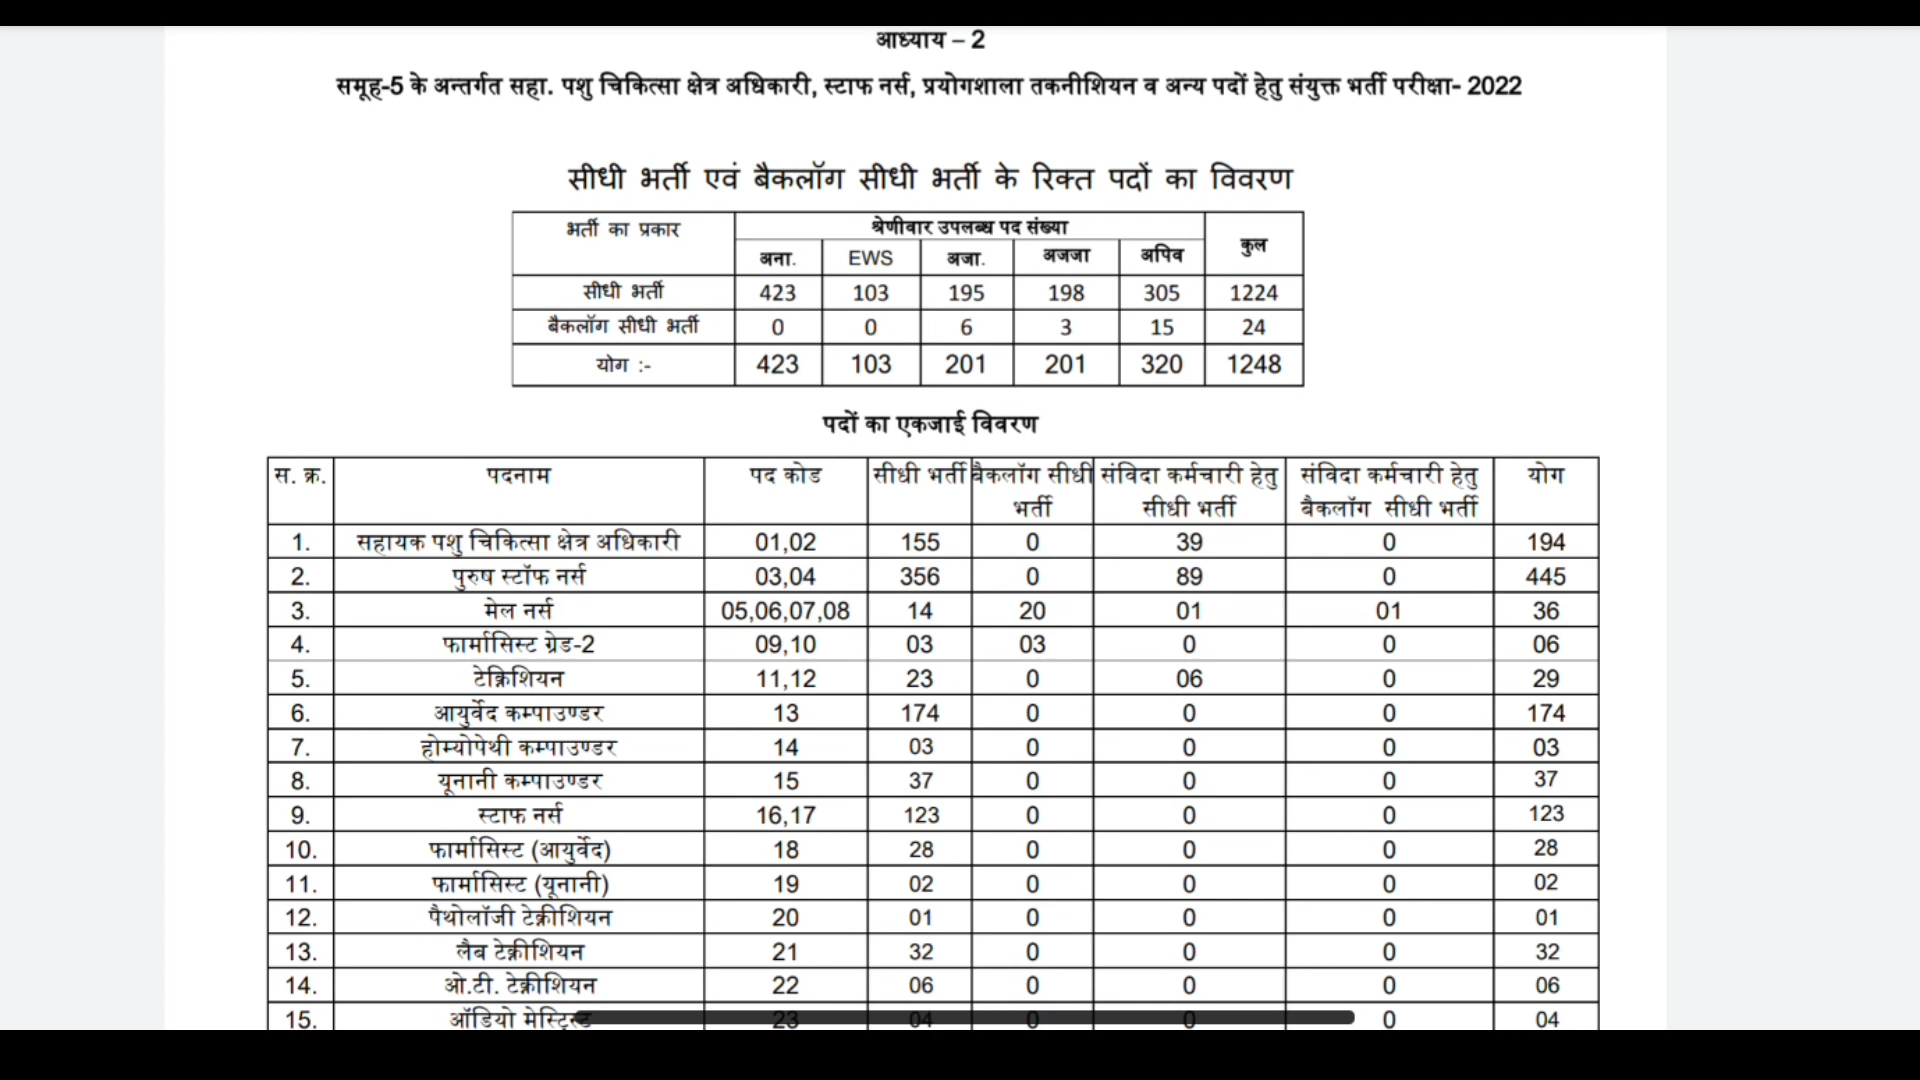 आध्याय – 2
समूह-5 के अन्तर्गत सहा. पशु चिकित्सा क्षेत्र अधिकारी, स्टाफ नर्स, प्रयोगशाला तकनीशियन व अन्य पदों हेतु संयुक्त भर्ती परीक्षा- 2022
सीधी भर्ती एवं बैकलॉग सीधी भर्ती के रिक्त पदों का विवरण
भर्ती का प्रकार श्रेणीवार उपलब्ध पद संख्या कुल
अना. EWS अजा. अजजा अपिव
सीधी भर्ती 423 103 195 198 305 1224
बैकलॉग सीधी भर्ती 0 0 6 3 15 24
योग :- 423 103 201 201 320 1248
पदों का एकजाई विवरण
स. क्र. पदनाम पद कोड सीधी भर्ती बैकलॉग सीधी संविदा कर्मचारी हेतु संविदा कर्मचारी हेतु योग
भर्ती सीधी भर्ती बैकलॉग सीधी भर्ती
1. सहायक पशु चिकित्सा क्षेत्र अधिकारी 01,02 155 0 39 0 194
2. पुरुष स्टॉफ नर्स 03,04 356 0 89 0 445
3. मेल नर्स 05,06,07,08 14 20 01 01 36
4. फार्मासिस्ट ग्रेड-2 09,10 03 03 0 0 06
5. टेक्निशियन 11,12 23 0 06 0 29
6. आयुर्वेद कम्पाउण्डर 13 174 0 0 0 174
7. होम्योपेथी कम्पाउण्डर 14 03 0 0 0 03
8. यूनानी कम्पाउण्डर 15 37 0 0 0 37
9. स्टाफ नर्स 16,17 123 0 0 0 123
10. फार्मासिस्ट (आयुर्वेद) 18 28 0 0 0 28
11. फार्मासिस्ट (यूनानी) 19 02 0 0 0 02
12. पैथोलॉजी टेक्नीशियन 20 01 0 0 0 01
13. लैब टेक्नीशियन 21 32 0 0 0 32
14. ओ.टी. टेक्नीशियन 22 06 0 0 0 06
15. ऑडियो मेस्ट्रिस्ट 23 04 0 0 0 04